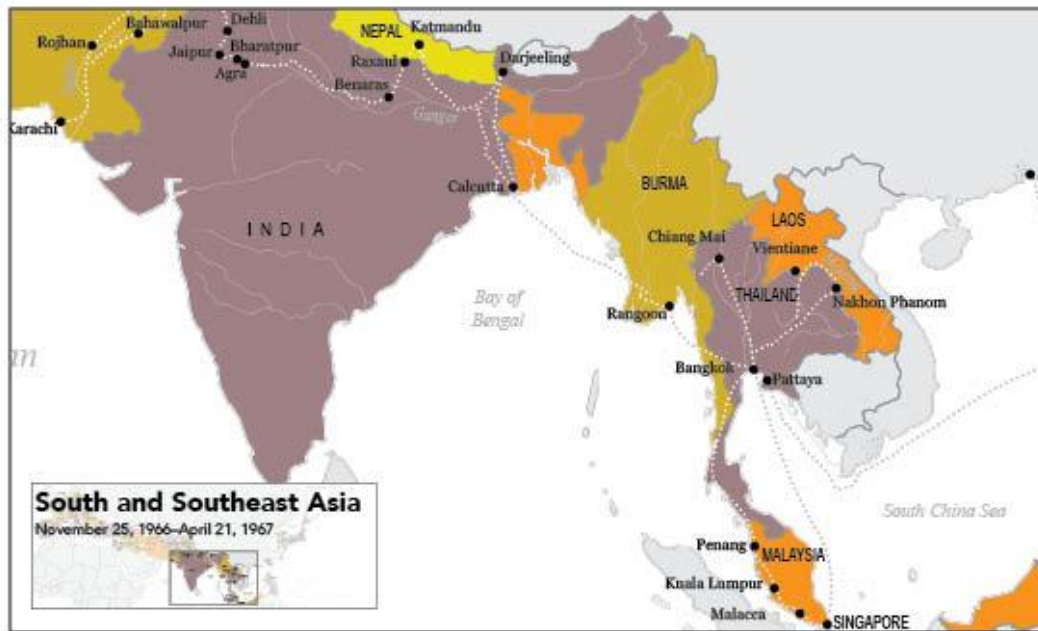 Dehli
Bahawalpur
NEPAL
Katmandu
Rojhan
Jaipur
Bharatpur
Raxaul
Darjeeling
Agra
Benaras
Ganges
Karachi
Calcutta
BURMA
LAOS
INDIA
Chiang Mai
Vientiane
Bay of
Bengal
THAILAND
Nakhon Phanom
Rangoon
an
Bangkok
Pattaya
South and Southeast Asia
November 25, 1966–April 21, 1967
South China Sea
Penang
MALAYSIA
Kuala Lampur
Malacca
SINGAPORE